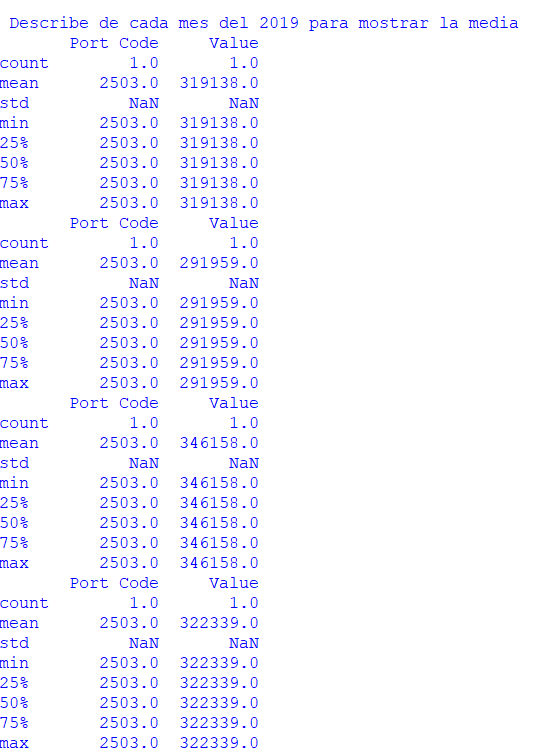 Describe de cada mes del 2019 para mostrar la media
       Port Code     Value
count        1.0       1.0
mean      2503.0  319138.0
std          NaN       NaN
min       2503.0  319138.0
25%       2503.0  319138.0
50%       2503.0  319138.0
75%       2503.0  319138.0
max       2503.0  319138.0
       Port Code     Value
count        1.0       1.0
mean      2503.0  291959.0
std          NaN       NaN
min       2503.0  291959.0
25%       2503.0  291959.0
50%       2503.0  291959.0
75%       2503.0  291959.0
max       2503.0  291959.0
       Port Code     Value
count        1.0       1.0
mean      2503.0  346158.0
std          NaN       NaN
min       2503.0  346158.0
25%       2503.0  346158.0
50%       2503.0  346158.0
75%       2503.0  346158.0
max       2503.0  346158.0
       Port Code     Value
count        1.0       1.0
mean      2503.0  322339.0
std          NaN       NaN
min       2503.0  322339.0
25%       2503.0  322339.0
50%       2503.0  322339.0
75%       2503.0  322339.0
max       2503.0  322339.0